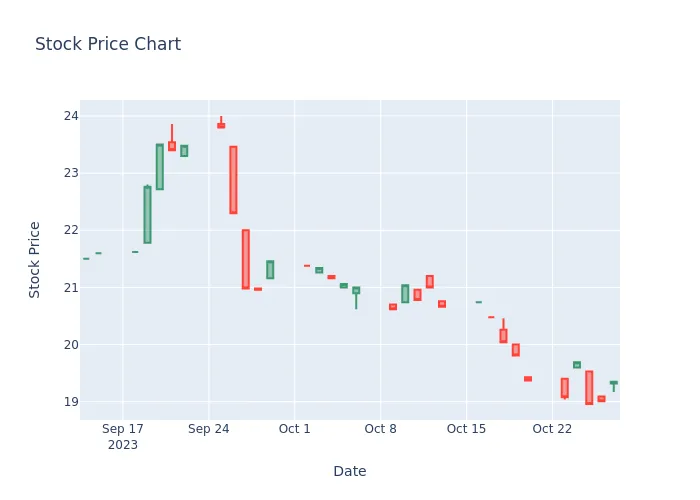 Stock Price Chart
24
23
22
21
20
19
Stock Price
Sep 17
2023
Sep 24
Oct 1
Oct 8
Oct 15
Oct 22
Date